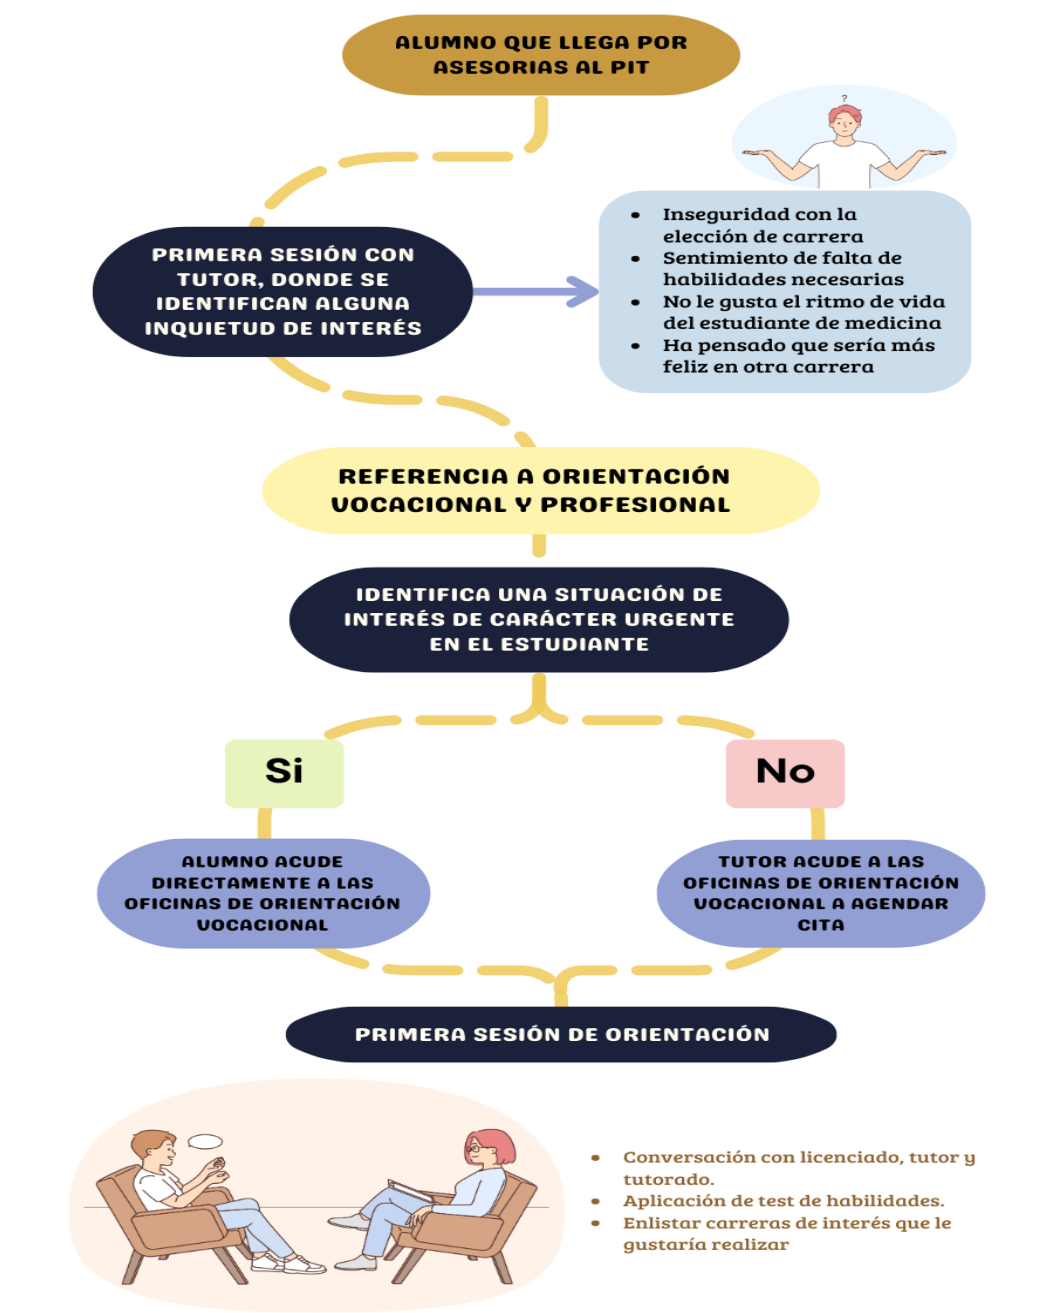 ALUMNO QUE LLEGA POR
ASESORIAS AL PIT
?
PRIMERA SESIÓN CON
TUTOR, DONDE SE
IDENTIFICAN ALGUNA
INQUIETUD DE INTERÉS
• Inseguridad con la
elección de carrera
• Sentimiento de falta de
habilidades necesarias
• No le gusta el ritmo de vida
del estudiante de medicina
• Ha pensado que sería más
feliz en otra carrera
REFERENCIA A ORIENTACIÓN
VOCACIONAL Y PROFESIONAL
IDENTIFICA UNA SITUACIÓN DE
INTERÉS DE CARÁCTER URGENTE
EN EL ESTUDIANTE
Si
No
ALUMNO ACUDE
DIRECTAMENTE A LAS
OFICINAS DE ORIENTACIÓN
VOCACIONAL
TUTOR ACUDE A LAS
OFICINAS DE ORIENTACIÓN
VOCACIONAL A AGENDAR
CITA
PRIMERA SESIÓN DE ORIENTACIÓN
• Conversación con licenciado, tutor y
tutorado.
• Aplicación de test de habilidades.
• Enlistar carreras de interés que le
gustaría realizar